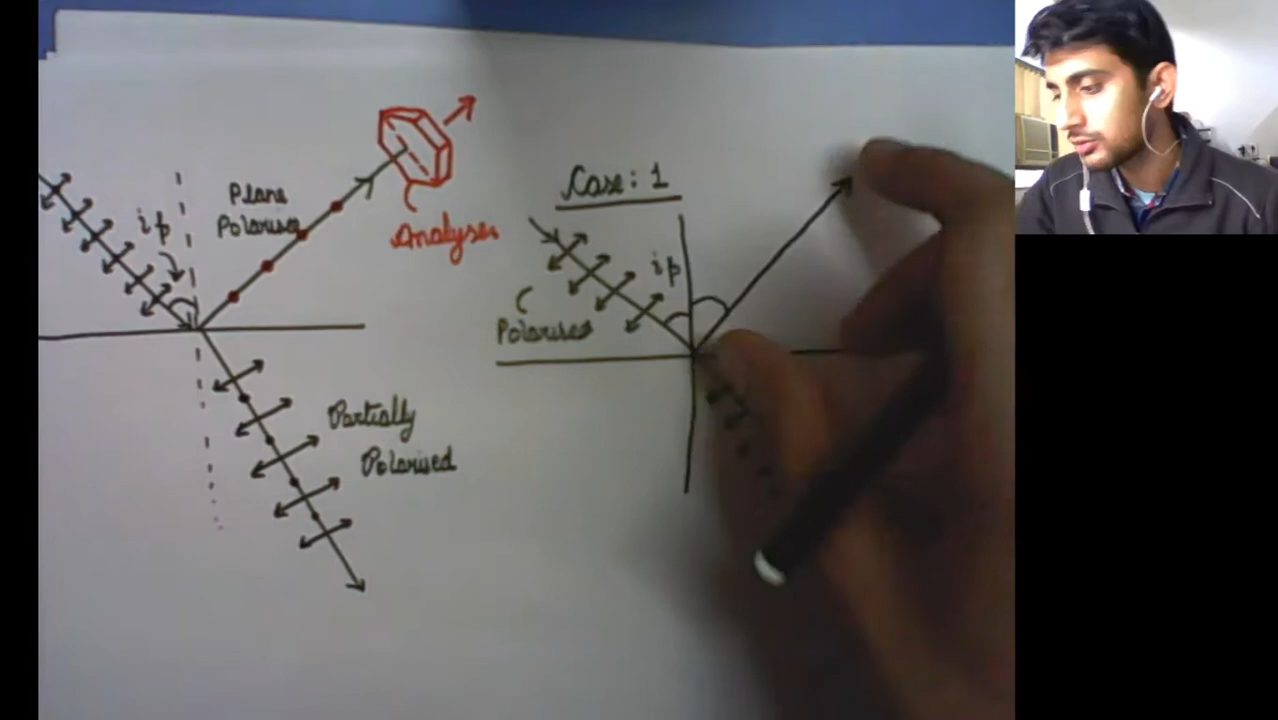 Plane
Polarised
ip
Analyser
Partially
Polarised
Case: 1
ip
Polarised